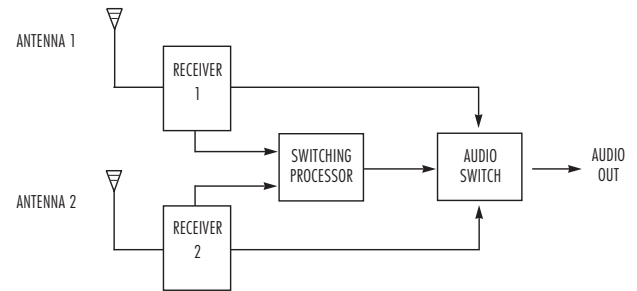 ANTENNA 1
RECEIVER
1
SWITCHING
PROCESSOR
AUDIO
SWITCH
AUDIO
OUT
ANTENNA 2
RECEIVER
2